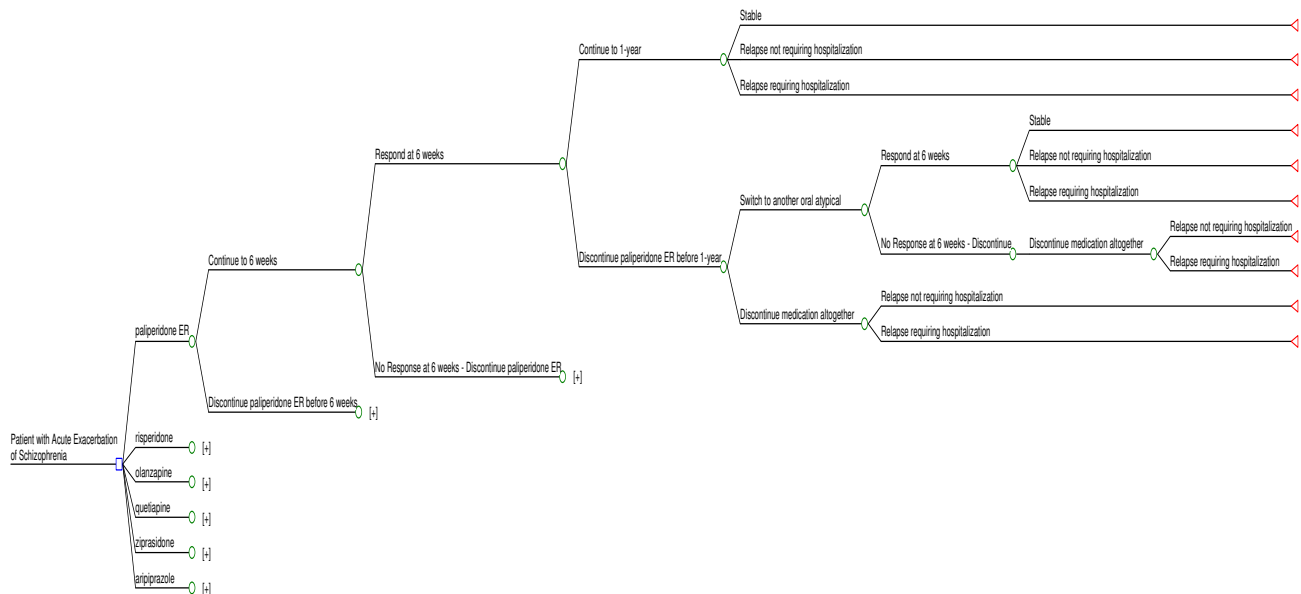 Stable
Continue to 1-year
Relapse not requiring hospitalization
Relapse requiring hospitalization
Stable
Respond at 6 weeks
Respond at 6 weeks
Relapse not requiring hospitalization
Relapse requiring hospitalization
Switch to another oral atypical
Relapse not requiring hospitalization
No Response at 6 weeks - Discontinue
Discontinue medication altogether
Discontinue paliperidone ER before 1-year
Relapse requiring hospitalization
Continue to 6 weeks
Relapse not requiring hospitalization
Discontinue medication altogether
Relapse requiring hospitalization
paliperidone ER
No Response at 6 weeks - Discontinue paliperidone ER
[+]
Discontinue paliperidone ER before 6 weeks
[+]
Patient with Acute Exacerbation
of Schizophrenia
risperidone
[+]
olanzapine
[+]
quetiapine
[+]
ziprasidone
[+]
aripiprazole
[+]